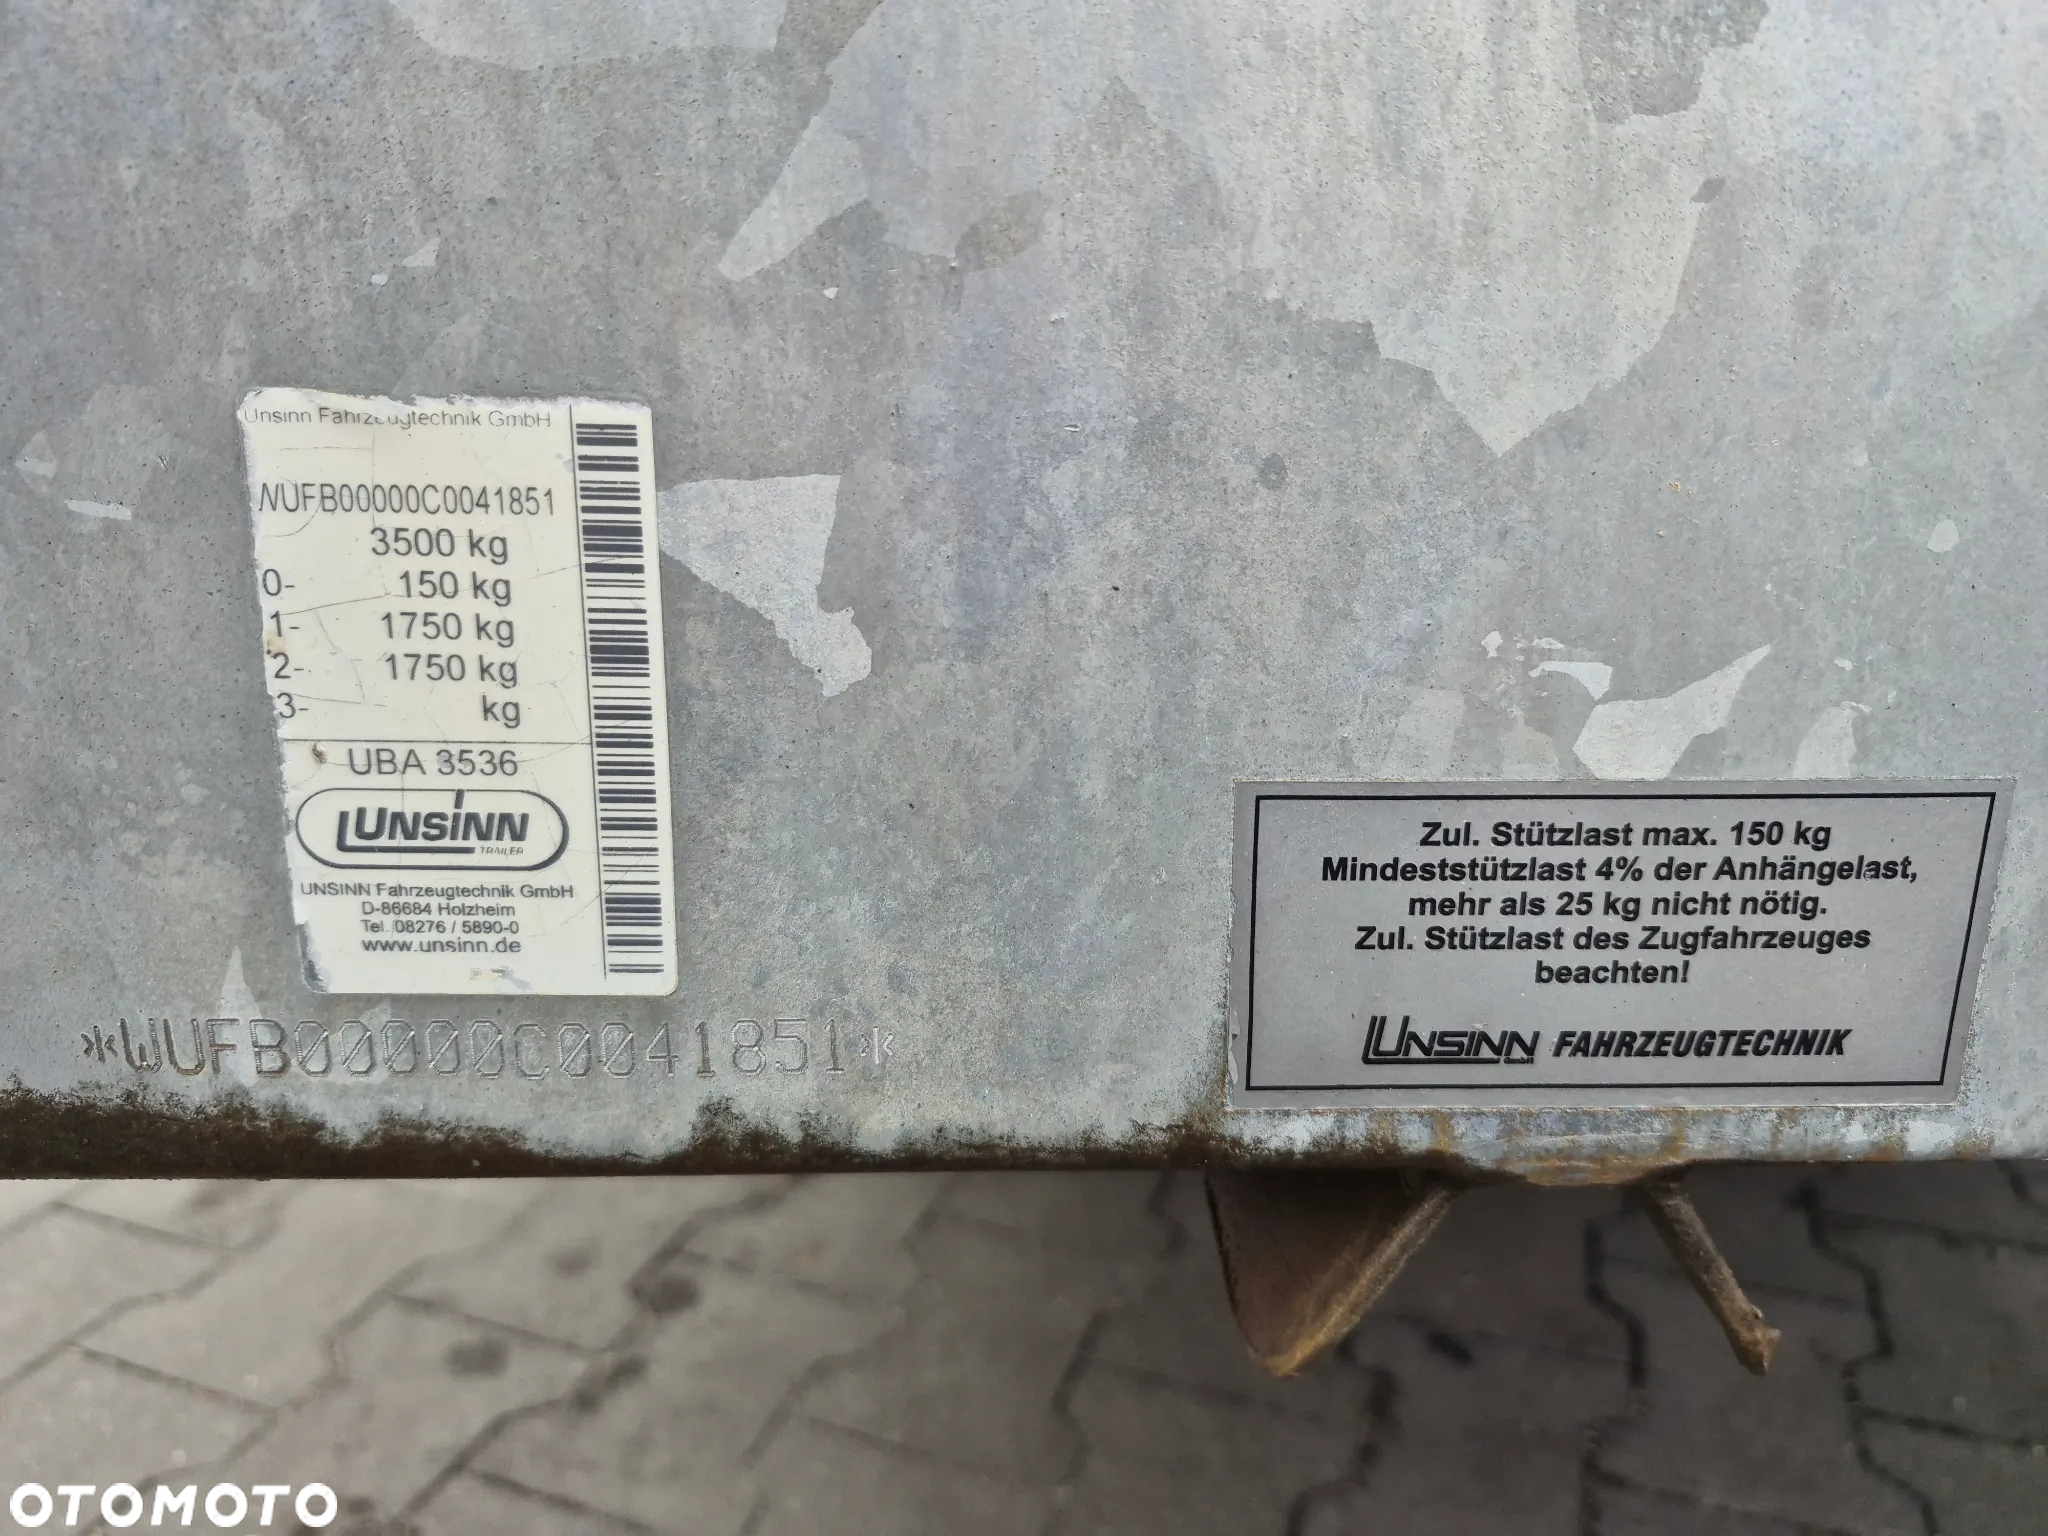 Unsinn Fahrzeugtechnik GmbH
WUFB00000C0041851
3500 kg
0- 150 kg
1- 1750 kg
2- 1750 kg
3- kg
UBA 3536
UNSINN
TRAILER
UNSINN Fahrzeugtechnik GmbH
D-86684 Holzheim
Tel. 08276 / 5890-0
www.unsinn.de
*WUFB00000C0041851*
Zul. Stützlast max. 150 kg
Mindeststützlast 4% der Anhängelast,
mehr als 25 kg nicht nötig.
Zul. Stützlast des Zugfahrzeuges
beachten!
UNSINN FAHRZEUGTECHNIK
OTOMOTO